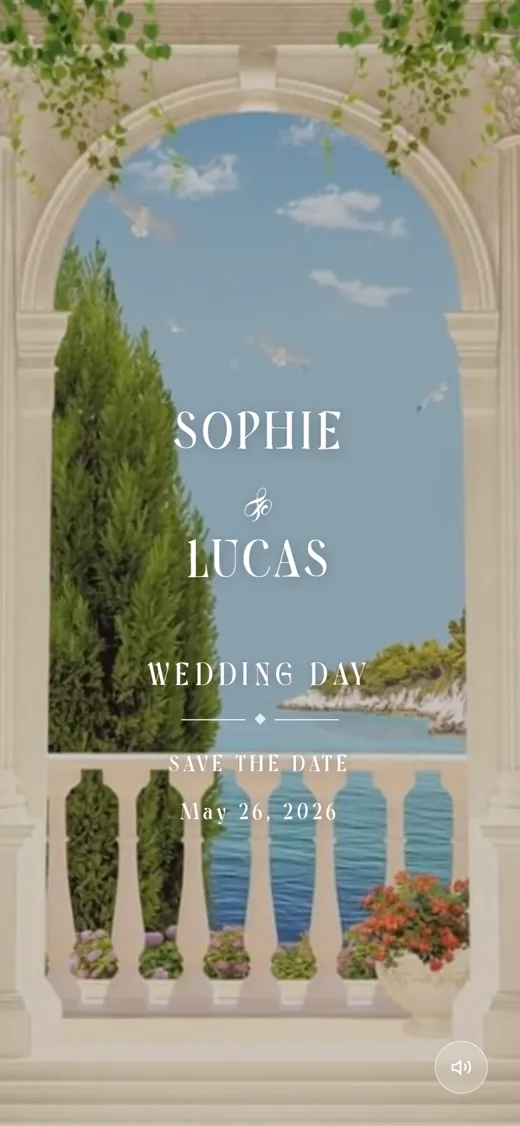 SOPHIE
&
LUCAS
WEDDING DAY
SAVE THE DATE
May 26, 2026